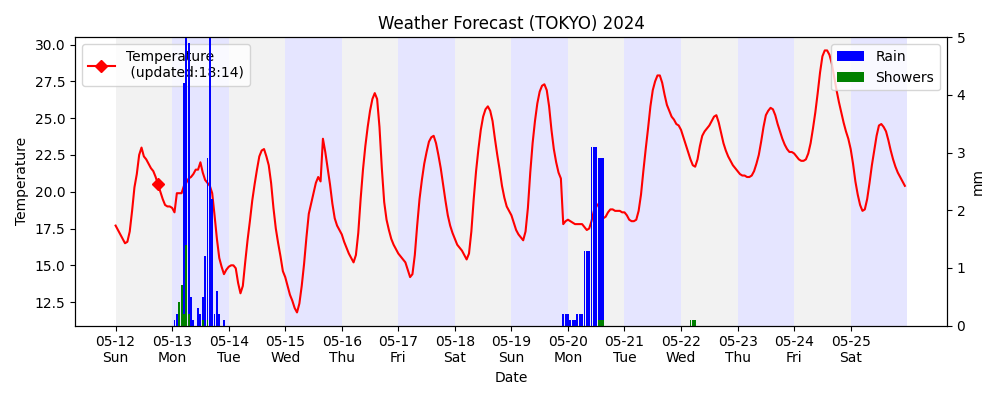 Weather Forecast (TOKYO) 2024
Temperature
(updated:18:14)
Rain
Showers
30.0
27.5
25.0
22.5
20.0
17.5
15.0
12.5
Temperature
5
4
3
2
1
0
mm
05-12 05-13 05-14 05-15 05-16 05-17 05-18 05-19 05-20 05-21 05-22 05-23 05-24 05-25
Sun Mon Tue Wed Thu Fri Sat Sun Mon Tue Wed Thu Fri Sat
Date